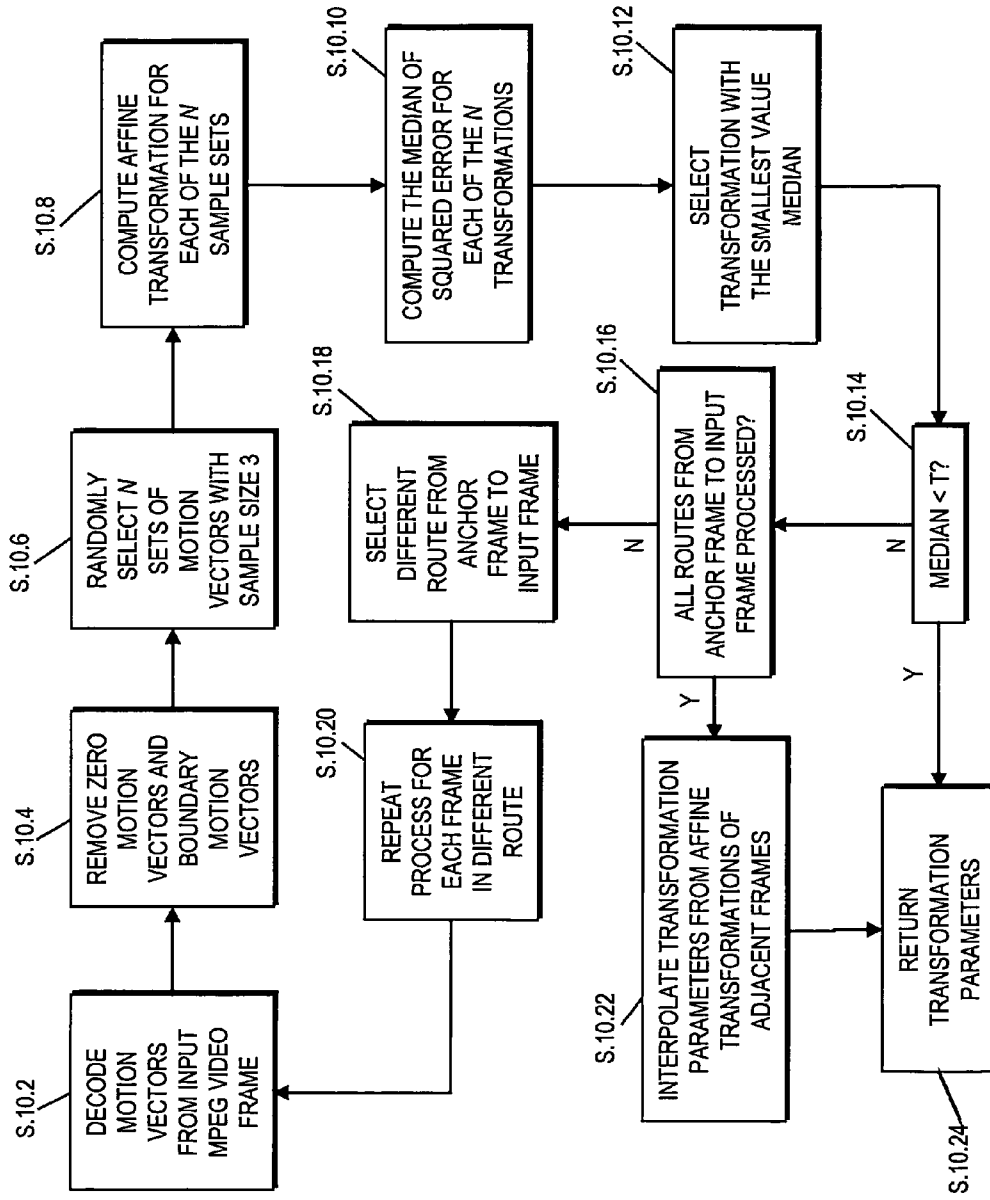 S.10.2
DECODE
MOTION
VECTORS
FROM INPUT
MPEG VIDEO
FRAME
S.10.4
REMOVE ZERO
MOTION
VECTORS AND
BOUNDARY
MOTION
VECTORS
S.10.6
RANDOMLY
SELECT N
SETS OF
MOTION
VECTORS WITH
SAMPLE SIZE 3
S.10.8
COMPUTE AFFINE
TRANSFORMATION FOR
EACH OF THE N
SAMPLE SETS
S.10.10
COMPUTE THE MEDIAN OF
SQUARED ERROR FOR
EACH OF THE N
TRANSFORMATIONS
S.10.12
SELECT
TRANSFORMATION WITH
THE SMALLEST VALUE
MEDIAN
S.10.14
MEDIAN < T?
N
Y
S.10.16
ALL ROUTES FROM
ANCHOR FRAME TO INPUT
FRAME PROCESSED?
N
Y
S.10.18
SELECT
DIFFERENT
ROUTE FROM
ANCHOR
FRAME TO
INPUT FRAME
S.10.20
REPEAT
PROCESS FOR
EACH FRAME
IN DIFFERENT
ROUTE
S.10.22
INTERPOLATE TRANSFORMATION
PARAMETERS FROM AFFINE
TRANSFORMATIONS OF
ADJACENT FRAMES
S.10.24
RETURN
TRANSFORMATION
PARAMETERS